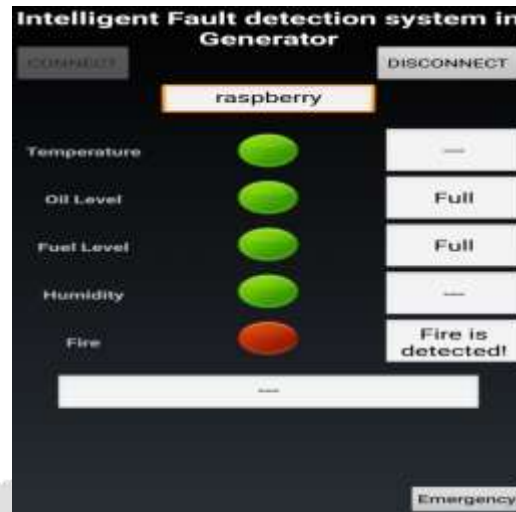 Intelligent Fault detection system in
Generator
CONNECT
DISCONNECT
raspberry
Temperature
---
Oil Level
Full
Fuel Level
Full
Humidity
---
Fire
Fire is
detected!
---
Emergency